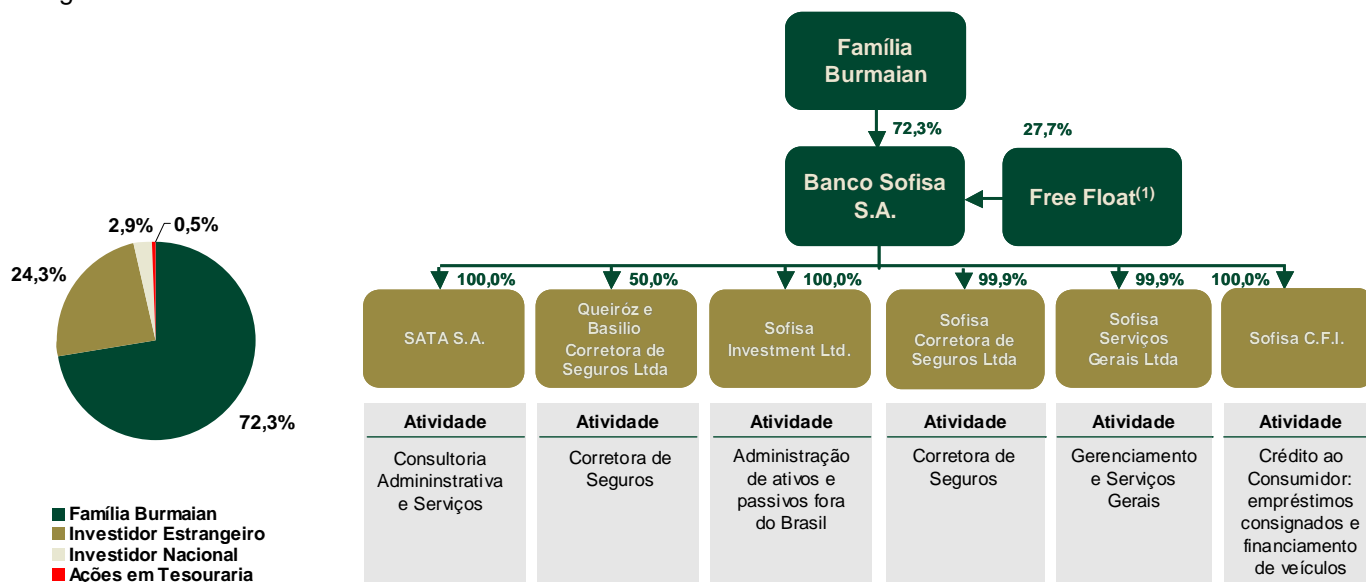 Família
Burmaian
72,3%
27,7%
Banco Sofisa
S.A.
Free Float(1)
2,9%
0,5%
24,3%
72,3%
Família Burmaian
Investidor Estrangeiro
Investidor Nacional
Ações em Tesouraria
100,0%
50,0%
100,0%
99,9%
99,9%
100,0%
SATA S.A.
Queiróz e
Basilio
Corretora de
Seguros Ltda
Sofisa
Investment Ltd.
Sofisa
Corretora de
Seguros Ltda
Sofisa
Serviços
Gerais Ltda
Sofisa C.F.I.
Atividade
Consultoria
Admininstrativa
e Serviços
Atividade
Corretora de
Seguros
Atividade
Administração
de ativos e
passivos fora
do Brasil
Atividade
Corretora de
Seguros
Atividade
Gerenciamento
e Serviços
Gerais
Atividade
Crédito ao
Consumidor:
empréstimos
consignados e
financiamento
de veículos